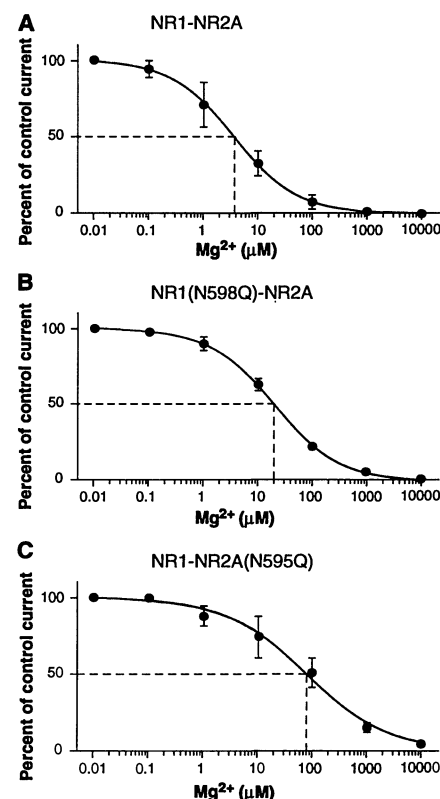 A
NR1-NR2A
Percent of control current
100
50
0
0.01 0.1 1 10 100 1000 10000
Mg²⁺ (μM)
B
NR1(N598Q)-NR2A
Percent of control current
100
50
0
0.01 0.1 1 10 100 1000 10000
Mg²⁺ (μM)
C
NR1-NR2A(N595Q)
Percent of control current
100
50
0
0.01 0.1 1 10 100 1000 10000
Mg²⁺ (μM)